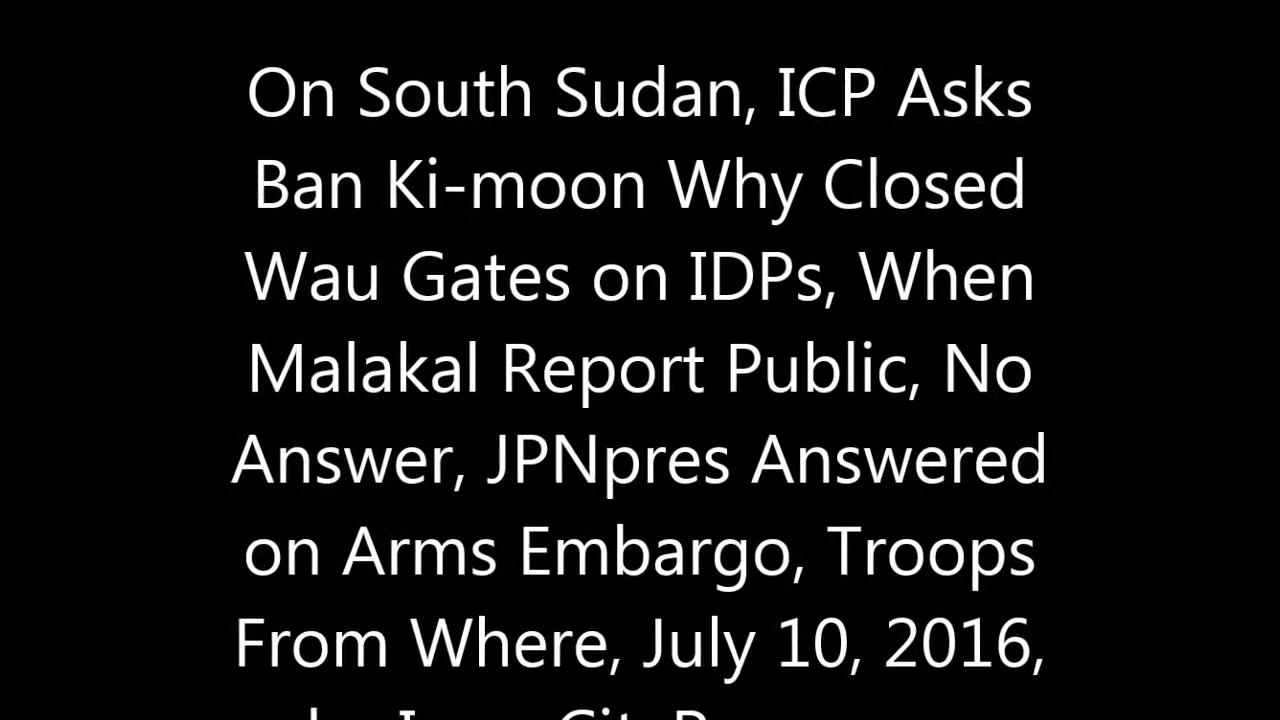 On South Sudan, ICP Asks
Ban Ki-moon Why Closed
Wau Gates on IDPs, When
Malakal Report Public, No
Answer, JPNpres Answered
on Arms Embargo, Troops
From Where, July 10, 2016,